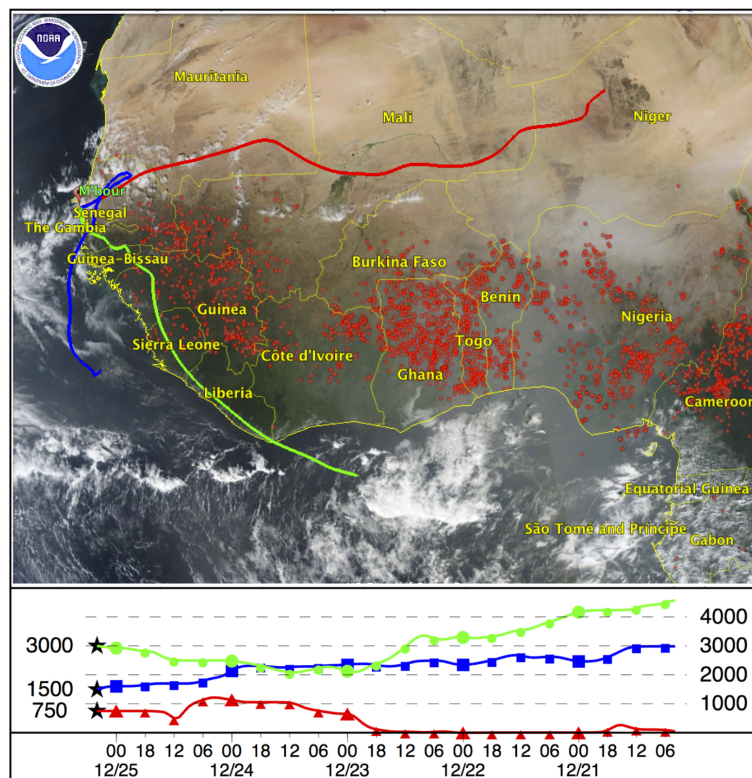 NOAA
Mauritania
Mali
Niger
M'bour
Senegal
The Gambia
Guinea-Bissau
Burkina Faso
Benin
Guinea
Nigeria
Sierra Leone
Côte d'Ivoire
Togo
Ghana
Liberia
Cameroon
Equatorial Guinea
São Tomé and Príncipe
Gabon
4000
3000 3000
2000
1500
750 1000
00 18 12 06 00 18 12 06 00 18 12 06 00 18 12 06 00 18 12 06
12/25 12/24 12/23 12/22 12/21